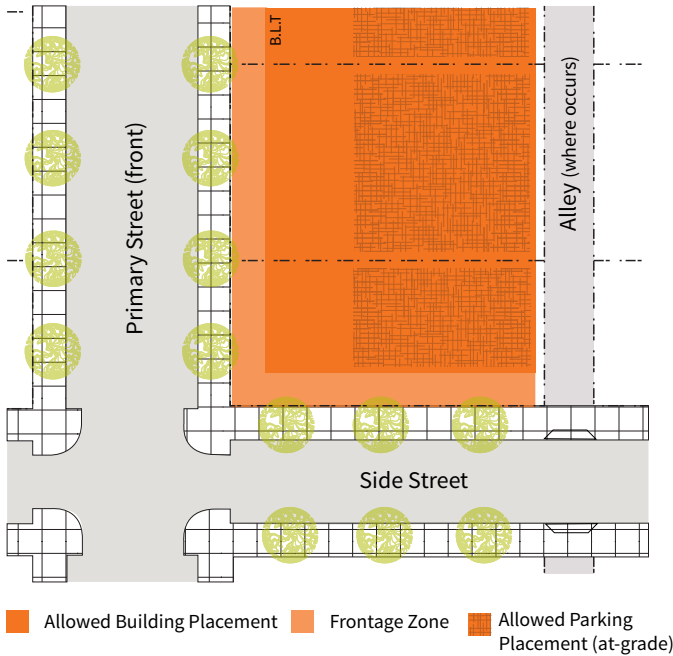 B.L.T
Primary Street (front)
Alley (where occurs)
Side Street
Allowed Building Placement
Frontage Zone
Allowed Parking
Placement (at-grade)